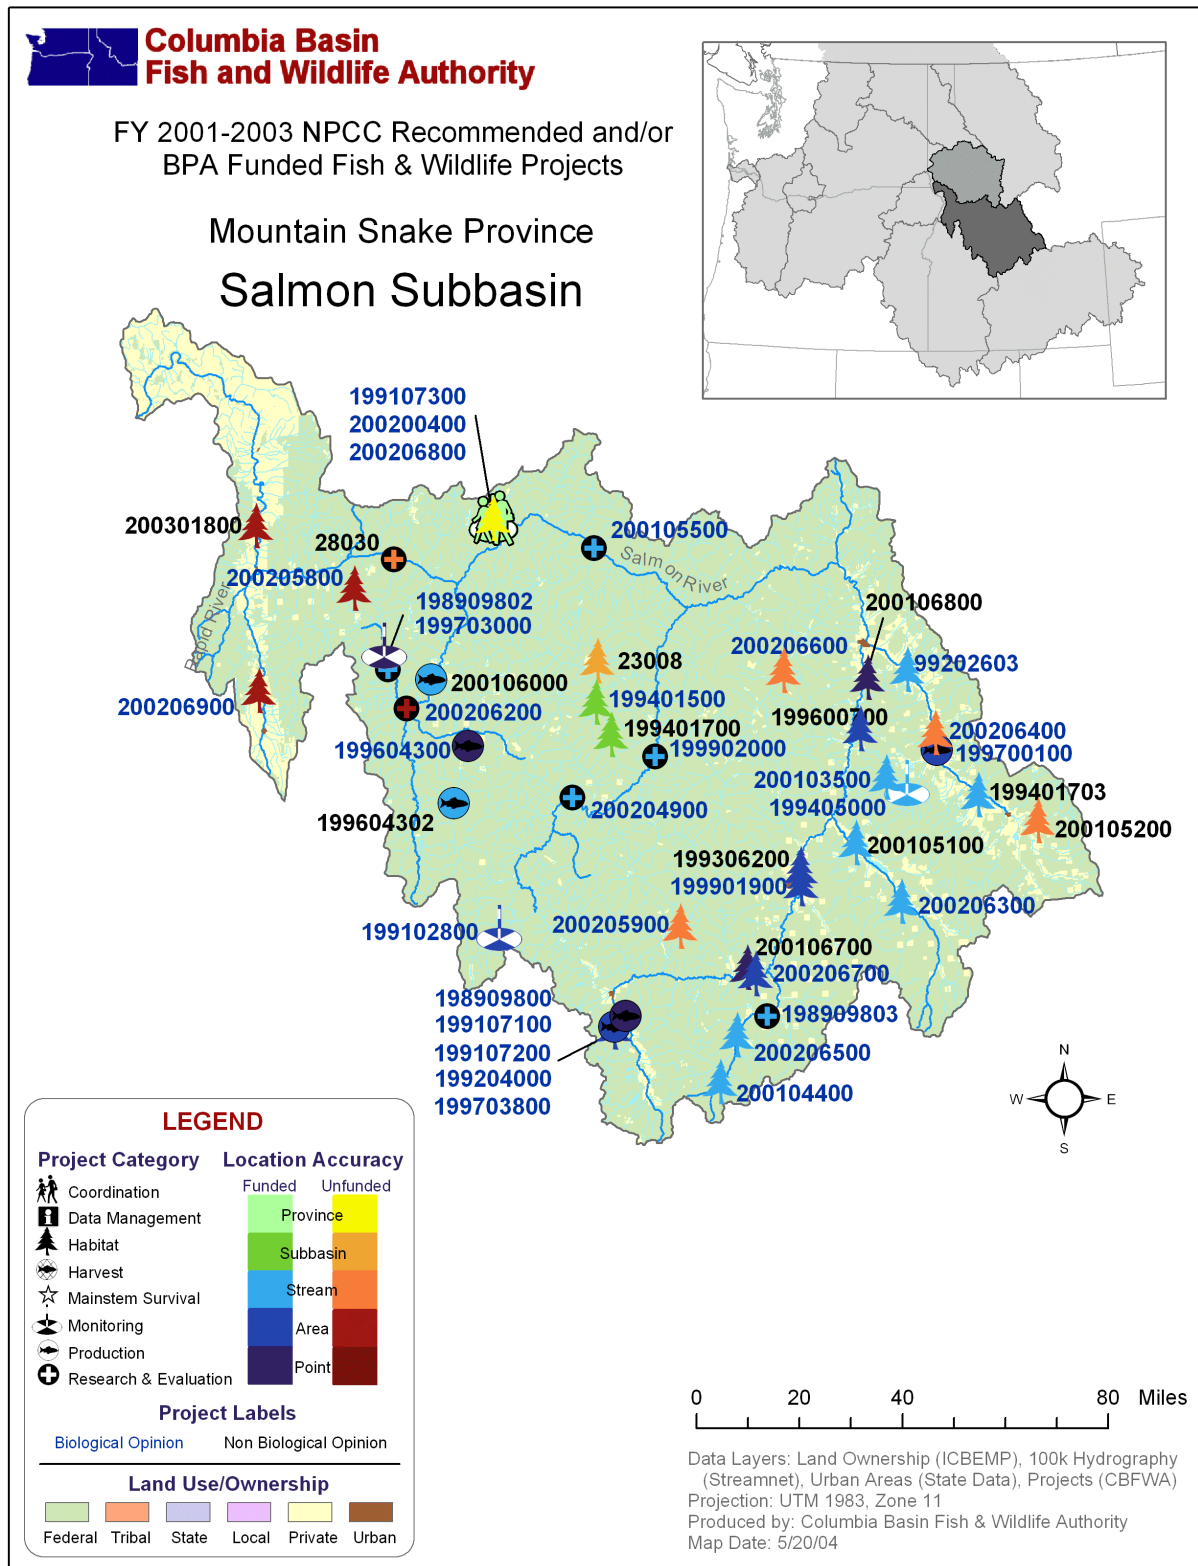 Columbia Basin
Fish and Wildlife Authority
FY 2001-2003 NPCC Recommended and/or
BPA Funded Fish & Wildlife Projects
Mountain Snake Province
Salmon Subbasin
199107300
200200400
200206800
200301800
28030
200105500
Salmon River
200205800
198909802
199703000
Rapid River
200106800
23008
200206600
99202603
200106000
199401500
200206900
200206200
199401700
199600700
200206400
199604300
199902000
199700100
200103500
199401703
199405000
200204900
199604302
200105200
200105100
199306200
199901900
200206300
199102800
200205900
200106700
200206700
198909800
199107100
199107200
199204000
199703800
198909803
200206500
200104400
N
W E
S
LEGEND
Project Category Location Accuracy
Funded Unfunded
Coordination
Data Management
Habitat
Harvest
Mainstem Survival
Monitoring
Production
Research & Evaluation
Province
Subbasin
Stream
Area
Point
Project Labels
Biological Opinion Non Biological Opinion
Land Use/Ownership
Federal Tribal State Local Private Urban
0 20 40 80 Miles
Data Layers: Land Ownership (ICBEMP), 100k Hydrography
(Streamnet), Urban Areas (State Data), Projects (CBFWA)
Projection: UTM 1983, Zone 11
Produced by: Columbia Basin Fish & Wildlife Authority
Map Date: 5/20/04